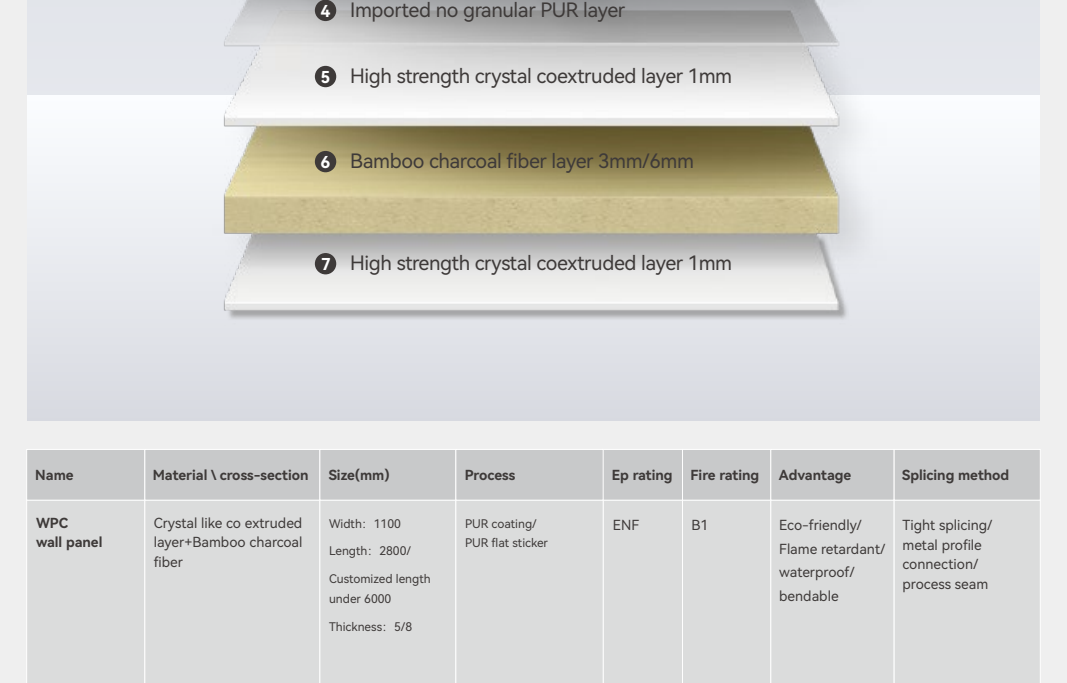 4 Imported no granular PUR layer
5 High strength crystal coextruded layer 1mm
6 Bamboo charcoal fiber layer 3mm/6mm
7 High strength crystal coextruded layer 1mm
Name
Material \ cross-section
Size(mm)
Process
Ep rating
Fire rating
Advantage
Splicing method
WPC
wall panel
Crystal like co extruded
layer+Bamboo charcoal
fiber
Width: 1100
Length: 2800/
Customized length
under 6000
Thickness: 5/8
PUR coating/
PUR flat sticker
ENF
B1
Eco-friendly/
Flame retardant/
waterproof/
bendable
Tight splicing/
metal profile
connection/
process seam